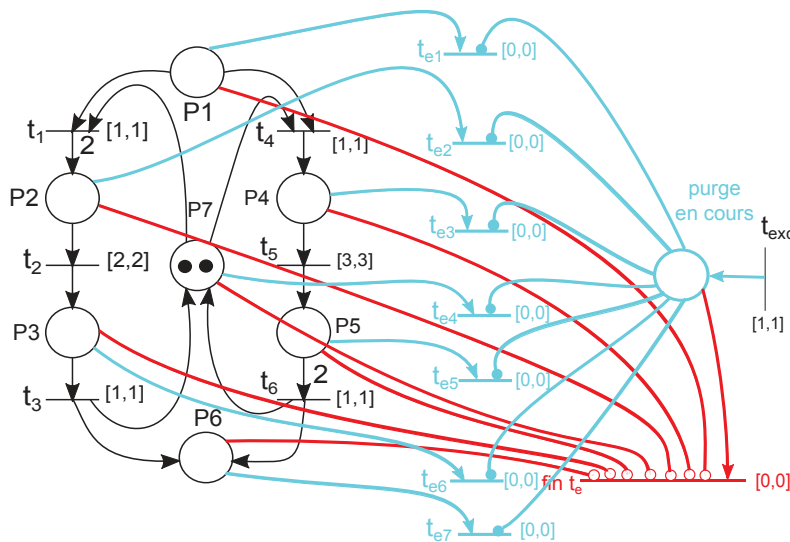 t_e1 [0,0]
P1
t_1 2 [1,1]
t_4 [1,1]
t_e2 [0,0]
P2
P7
P4
purge
en cours
t_e3 [0,0]
t_exc
t_2 [2,2]
t_5 [3,3]
t_e4 [0,0]
[1,1]
P3
P5
t_e5 [0,0]
t_3 [1,1]
t_6 2 [1,1]
P6
t_e6 [0,0]
fin t_e [0,0]
t_e7 [0,0]